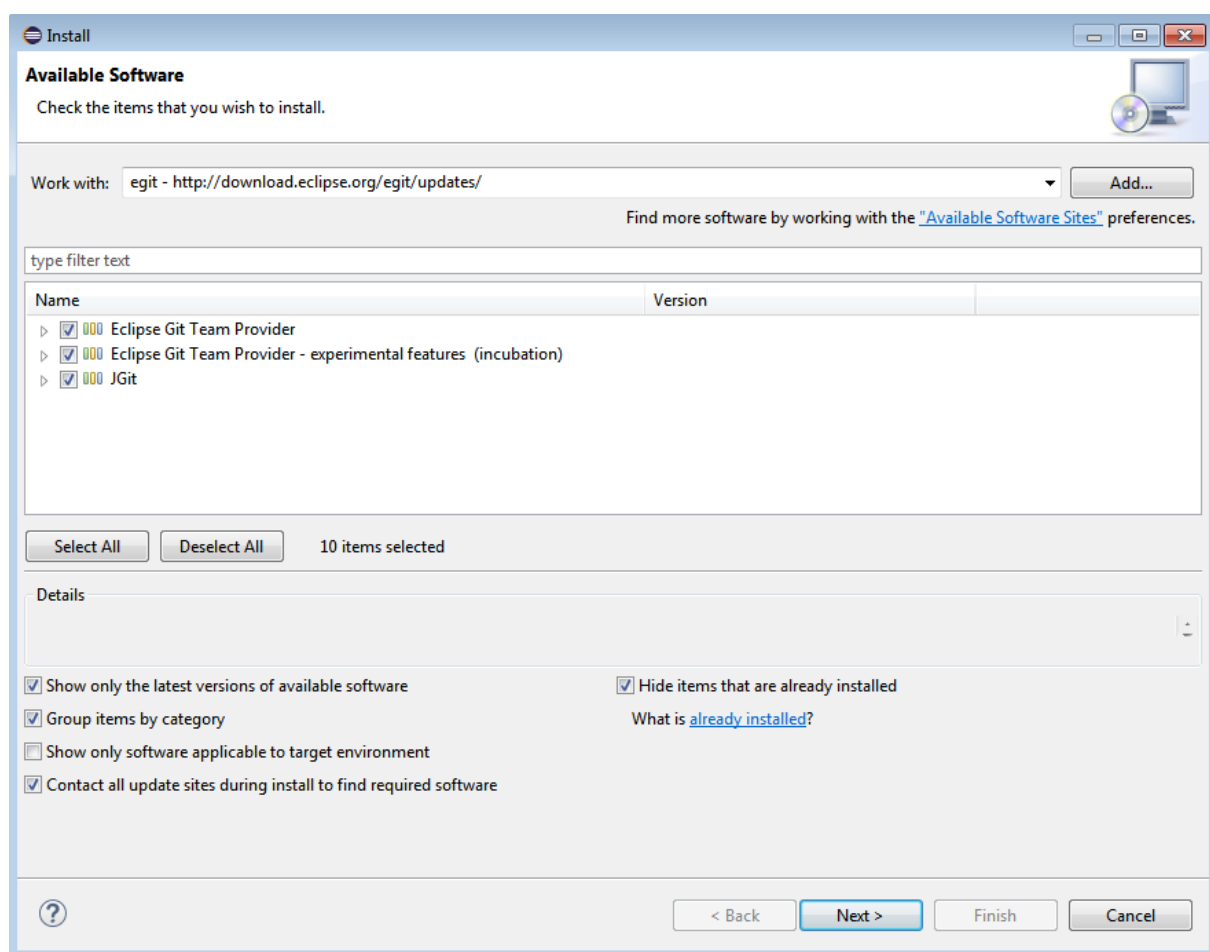 Install
Available Software
Check the items that you wish to install.
Work with: egit - http://download.eclipse.org/egit/updates/ Add...
Find more software by working with the "Available Software Sites" preferences.
type filter text
Name Version
Eclipse Git Team Provider
Eclipse Git Team Provider - experimental features (incubation)
JGit
Select All Deselect All 10 items selected
Details
Show only the latest versions of available software Hide items that are already installed
Group items by category What is already installed?
Show only software applicable to target environment
Contact all update sites during install to find required software
? < Back Next > Finish Cancel